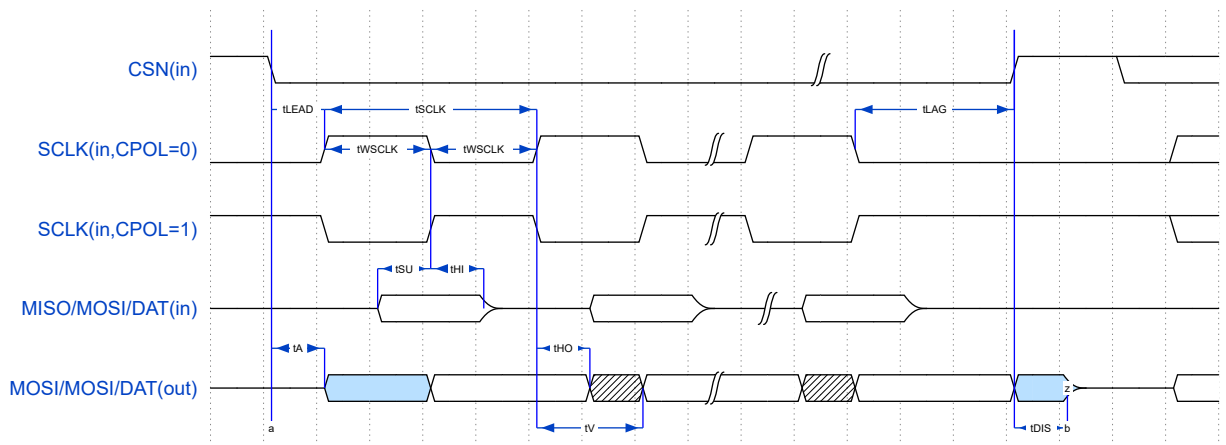 CSN(in)
tLEAD tSCLK tLAG
SCLK(in,CPOL=0) tWSCLK tWSCLK
SCLK(in,CPOL=1)
tSU tHI
MISO/MOSI/DAT(in)
tA tHO
MOSI/MOSI/DAT(out) z
a tV tDIS b